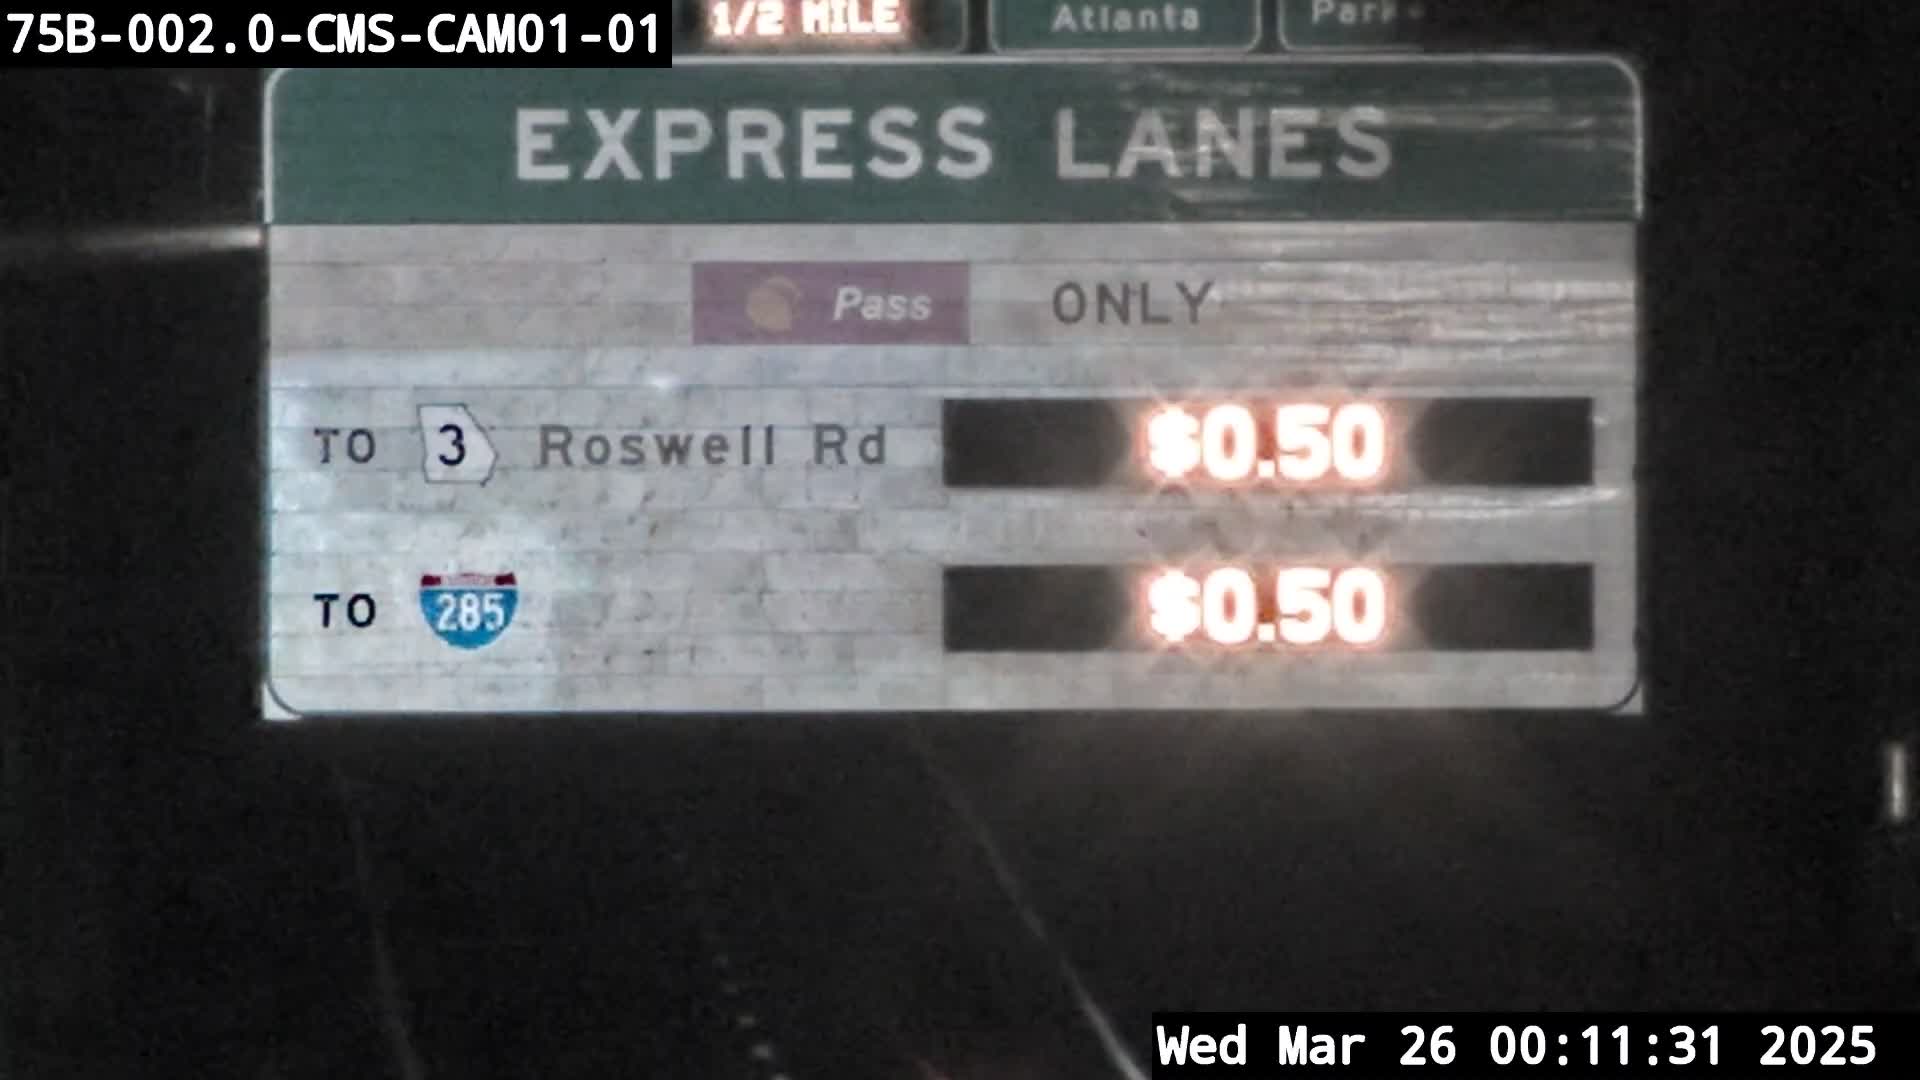 75B-002.0-CMS-CAM01-01
1/2 MILE
Atlanta
EXPRESS LANES
Pass ONLY
TO 3 Roswell Rd $0.50
TO 285 $0.50
Wed Mar 26 00:11:31 2025